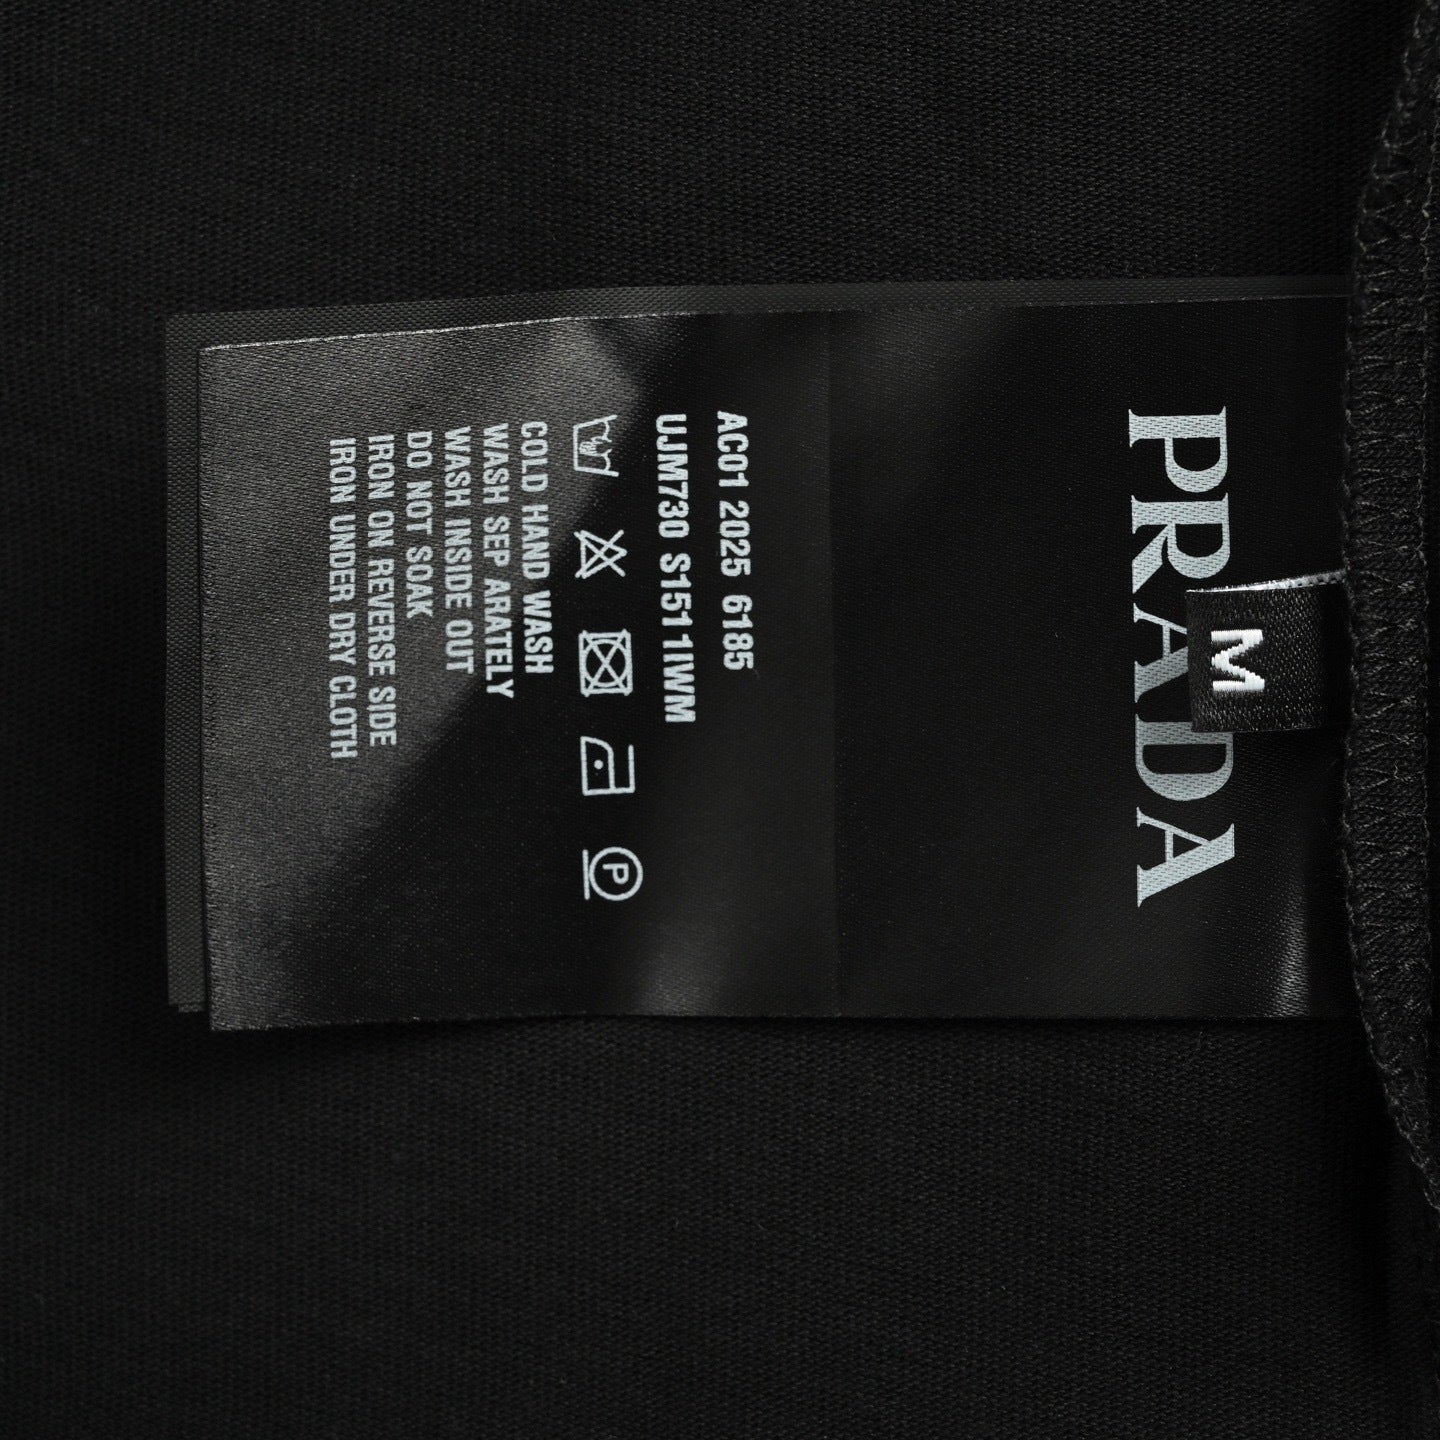 PRADA
M
AC01 2025 6185
UJM730 S151 1IWM
P
COLD HAND WASH
WASH SEP ARATELY
WASH INSIDE OUT
DO NOT SOAK
IRON ON REVERSE SIDE
IRON UNDER DRY CLOTH